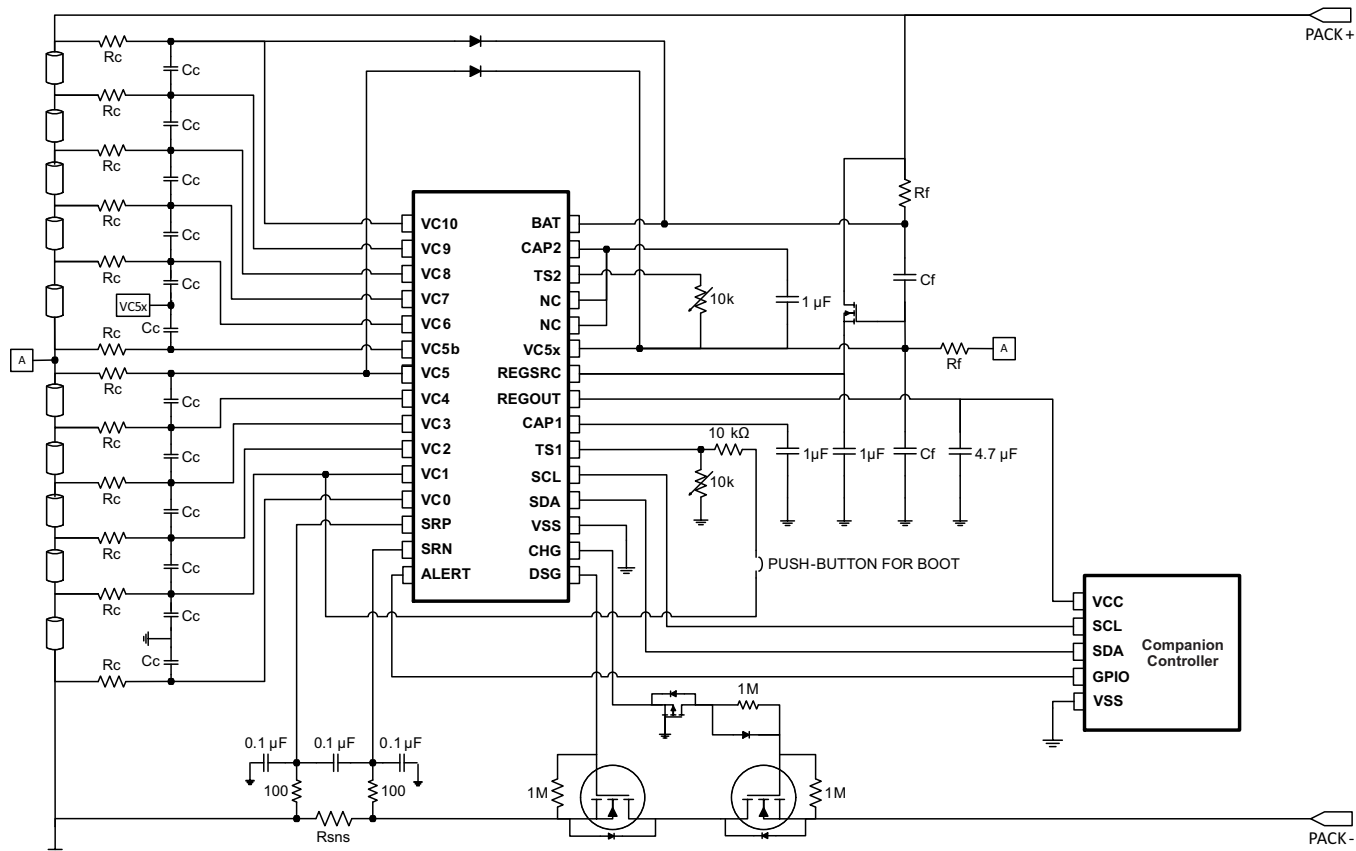 PACK+
Rc
Cc
Rc
Cc
Rc
Cc
Rc
Cc
Rc
Cc
VC5x
Cc
Rc
A
Rc
Cc
Rc
Cc
Rc
Cc
Rc
Cc
Rc
Cc
Cc
Rc
VC10
VC9
VC8
VC7
VC6
VC5b
VC5
VC4
VC3
VC2
VC1
VC0
SRP
SRN
ALERT
BAT
CAP2
TS2
NC
NC
VC5x
REGSRC
REGOUT
CAP1
TS1
SCL
SDA
VSS
CHG
DSG
Rf
Cf
10k
1 µF
Rf
A
10 kΩ
10k
1µF
1µF
Cf
4.7 µF
PUSH-BUTTON FOR BOOT
VCC
SCL
SDA
GPIO
VSS
Companion
Controller
1M
0.1 µF
0.1 µF
0.1 µF
100
100
Rsns
1M
1M
PACK-